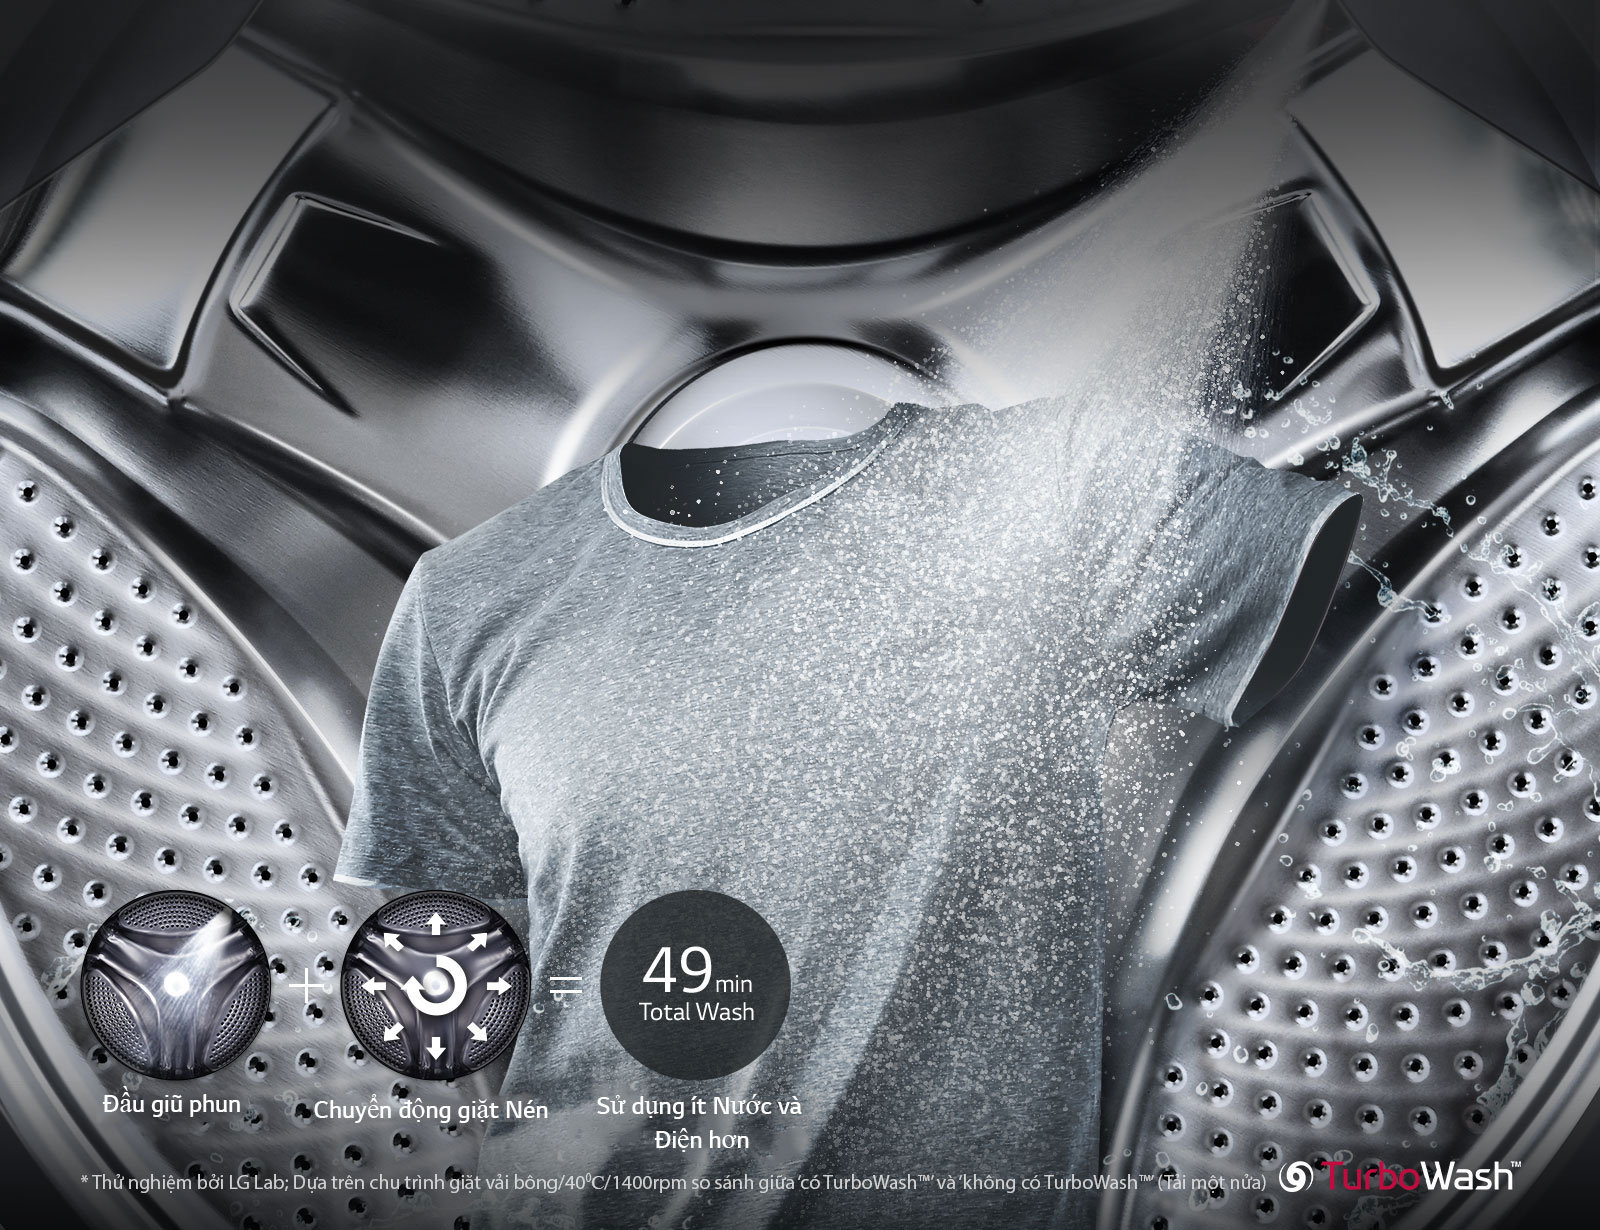 49 min
Total Wash
Đầu giũ phun
Chuyển động giặt Nén
Sử dụng ít Nước và
Điện hơn
* Thử nghiệm bởi LG Lab; Dựa trên chu trình giặt vải bông/40⁰C/1400rpm so sánh giữa 'có TurboWash™' và 'không có TurboWash™' (Tải một nửa)
TurboWash™